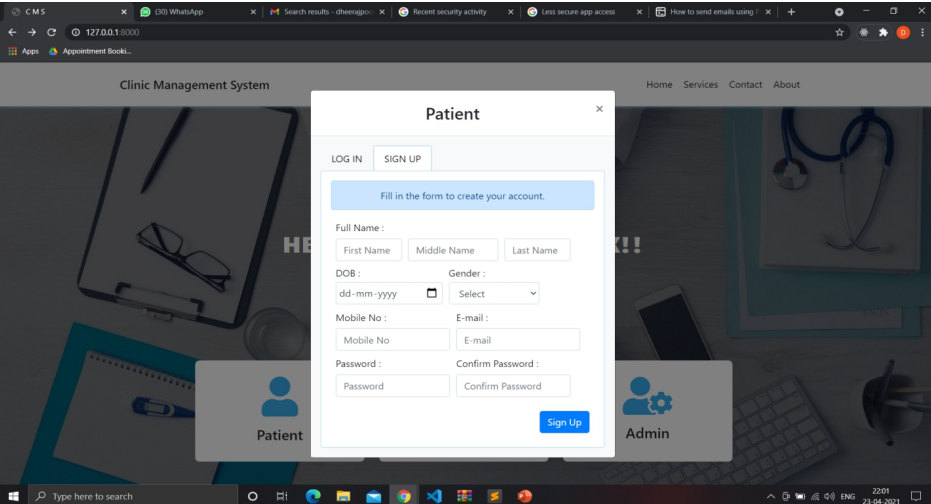 CMS (30) WhatsApp Search results - dheerajpoo Recent security activity Less secure app access How to send emails using P
127.0.0.1:8000
Apps Appointment Booki...
Clinic Management System Home Services Contact About
Patient
LOG IN SIGN UP
Fill in the form to create your account.
Full Name :
First Name Middle Name Last Name
HE !!
DOB : Gender :
dd-mm-yyyy Select
Mobile No : E-mail :
Mobile No E-mail
Password : Confirm Password :
Password Confirm Password
Sign Up
Patient Admin
Type here to search ENG 22:01
23-04-2021